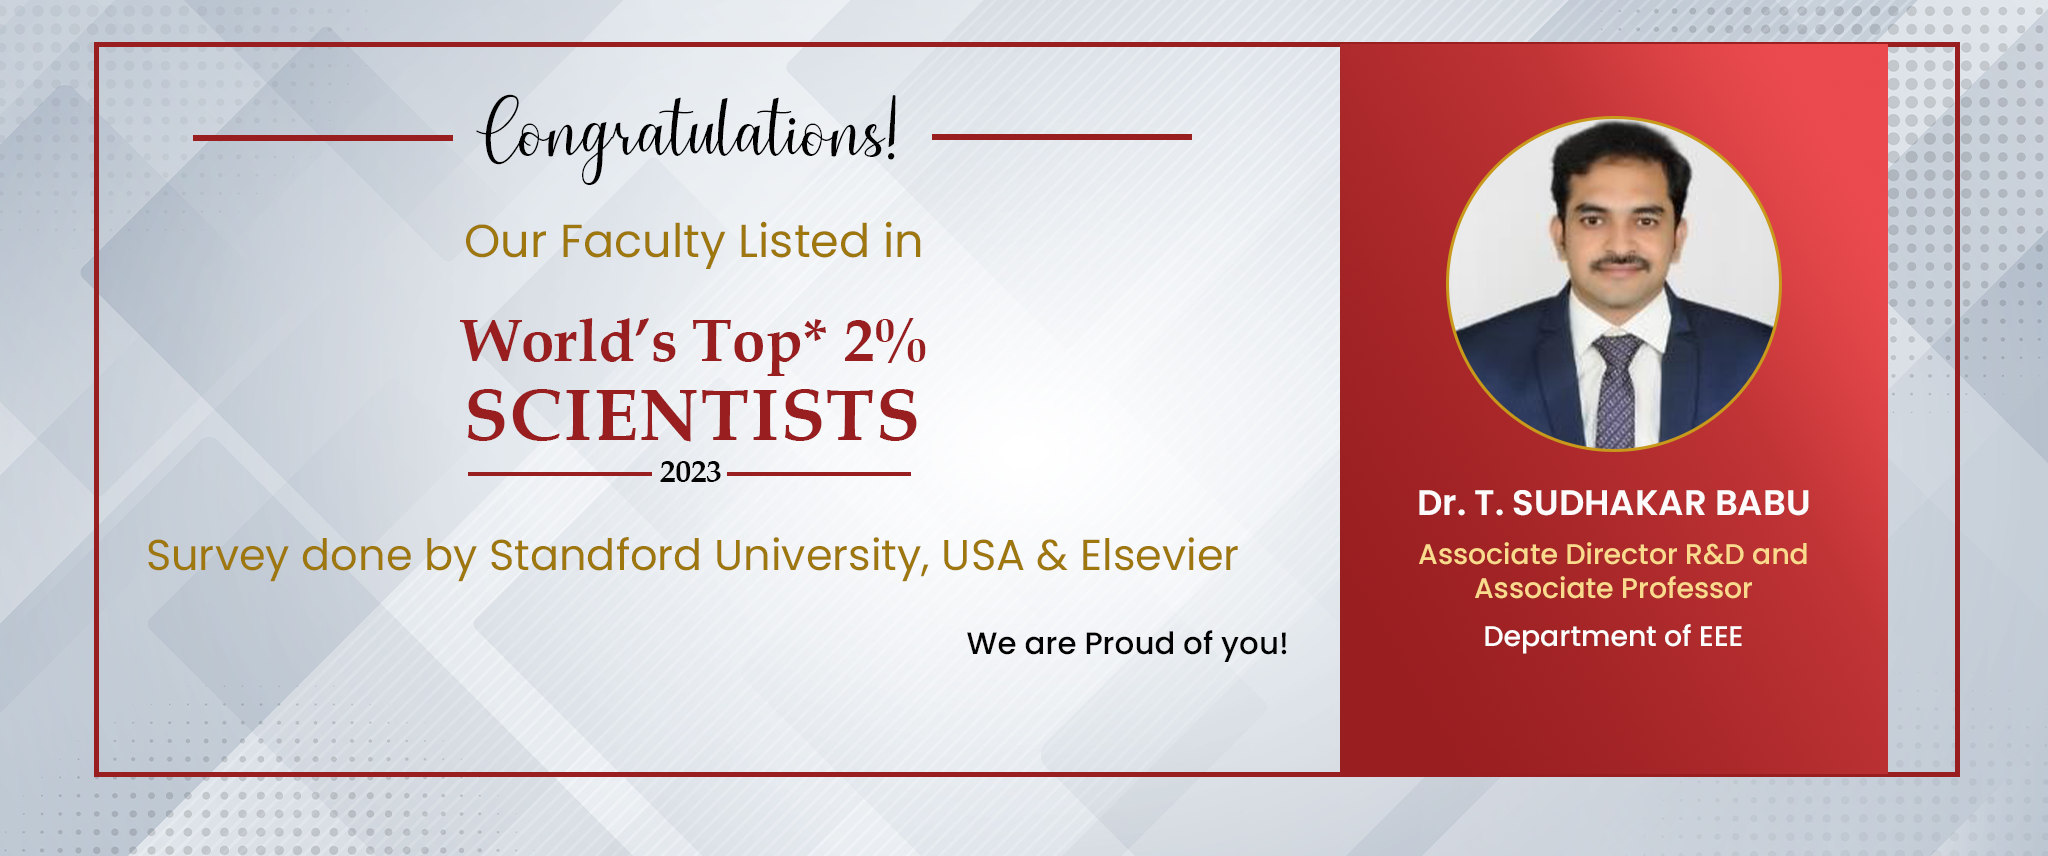 Congratulations!
Our Faculty Listed in
World’s Top* 2%
SCIENTISTS
2023
Survey done by Standford University, USA & Elsevier
We are Proud of you!
Dr. T. SUDHAKAR BABU
Associate Director R&D and
Associate Professor
Department of EEE